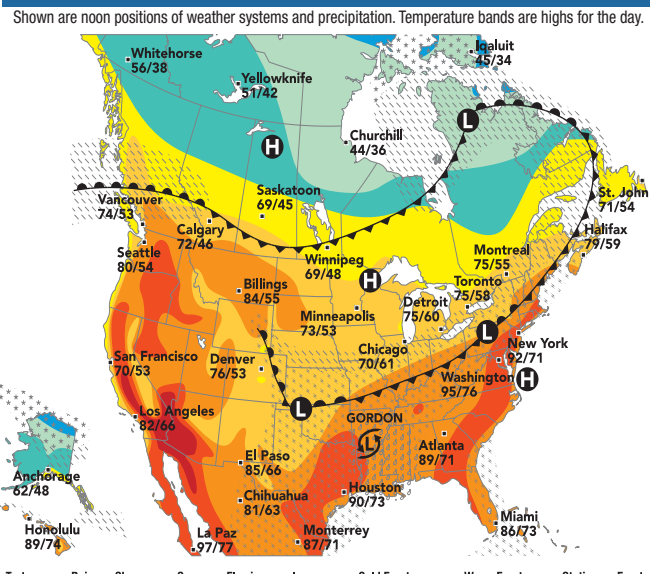 Shown are noon positions of weather systems and precipitation. Temperature bands are highs for the day.
Whitehorse
56/38
Yellowknife
51/42
Iqaluit
45/34
L
H
Churchill
44/36
Vancouver
74/53
Calgary
72/46
Saskatoon
69/45
St. John
71/54
Halifax
79/59
Seattle
80/54
Winnipeg
69/48
Montreal
75/55
Billings
84/55
H
Toronto
75/58
Minneapolis
73/53
Detroit
75/60
L
New York
92/71
San Francisco
70/53
Denver
76/53
Chicago
70/61
Washington
95/76
H
Los Angeles
82/66
L
GORDON
L
Atlanta
89/71
El Paso
85/66
Anchorage
62/48
Chihuahua
81/63
Houston
90/73
Honolulu
89/74
La Paz
97/77
Monterrey
87/71
Miami
86/73